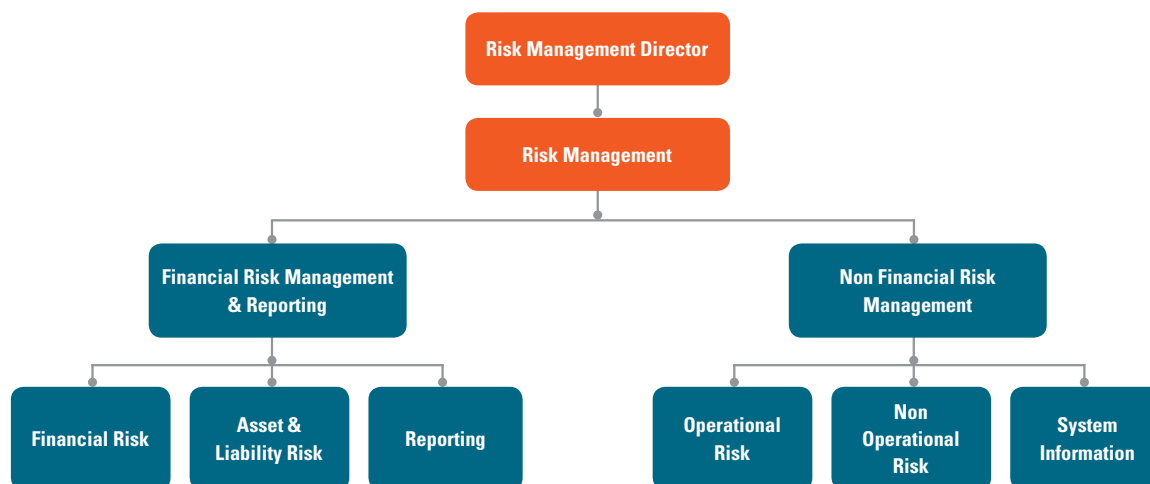 Risk Management Director
Risk Management
Financial Risk Management
& Reporting
Non Financial Risk
Management
Financial Risk
Asset &
Liability Risk
Reporting
Operational
Risk
Non
Operational
Risk
System
Information